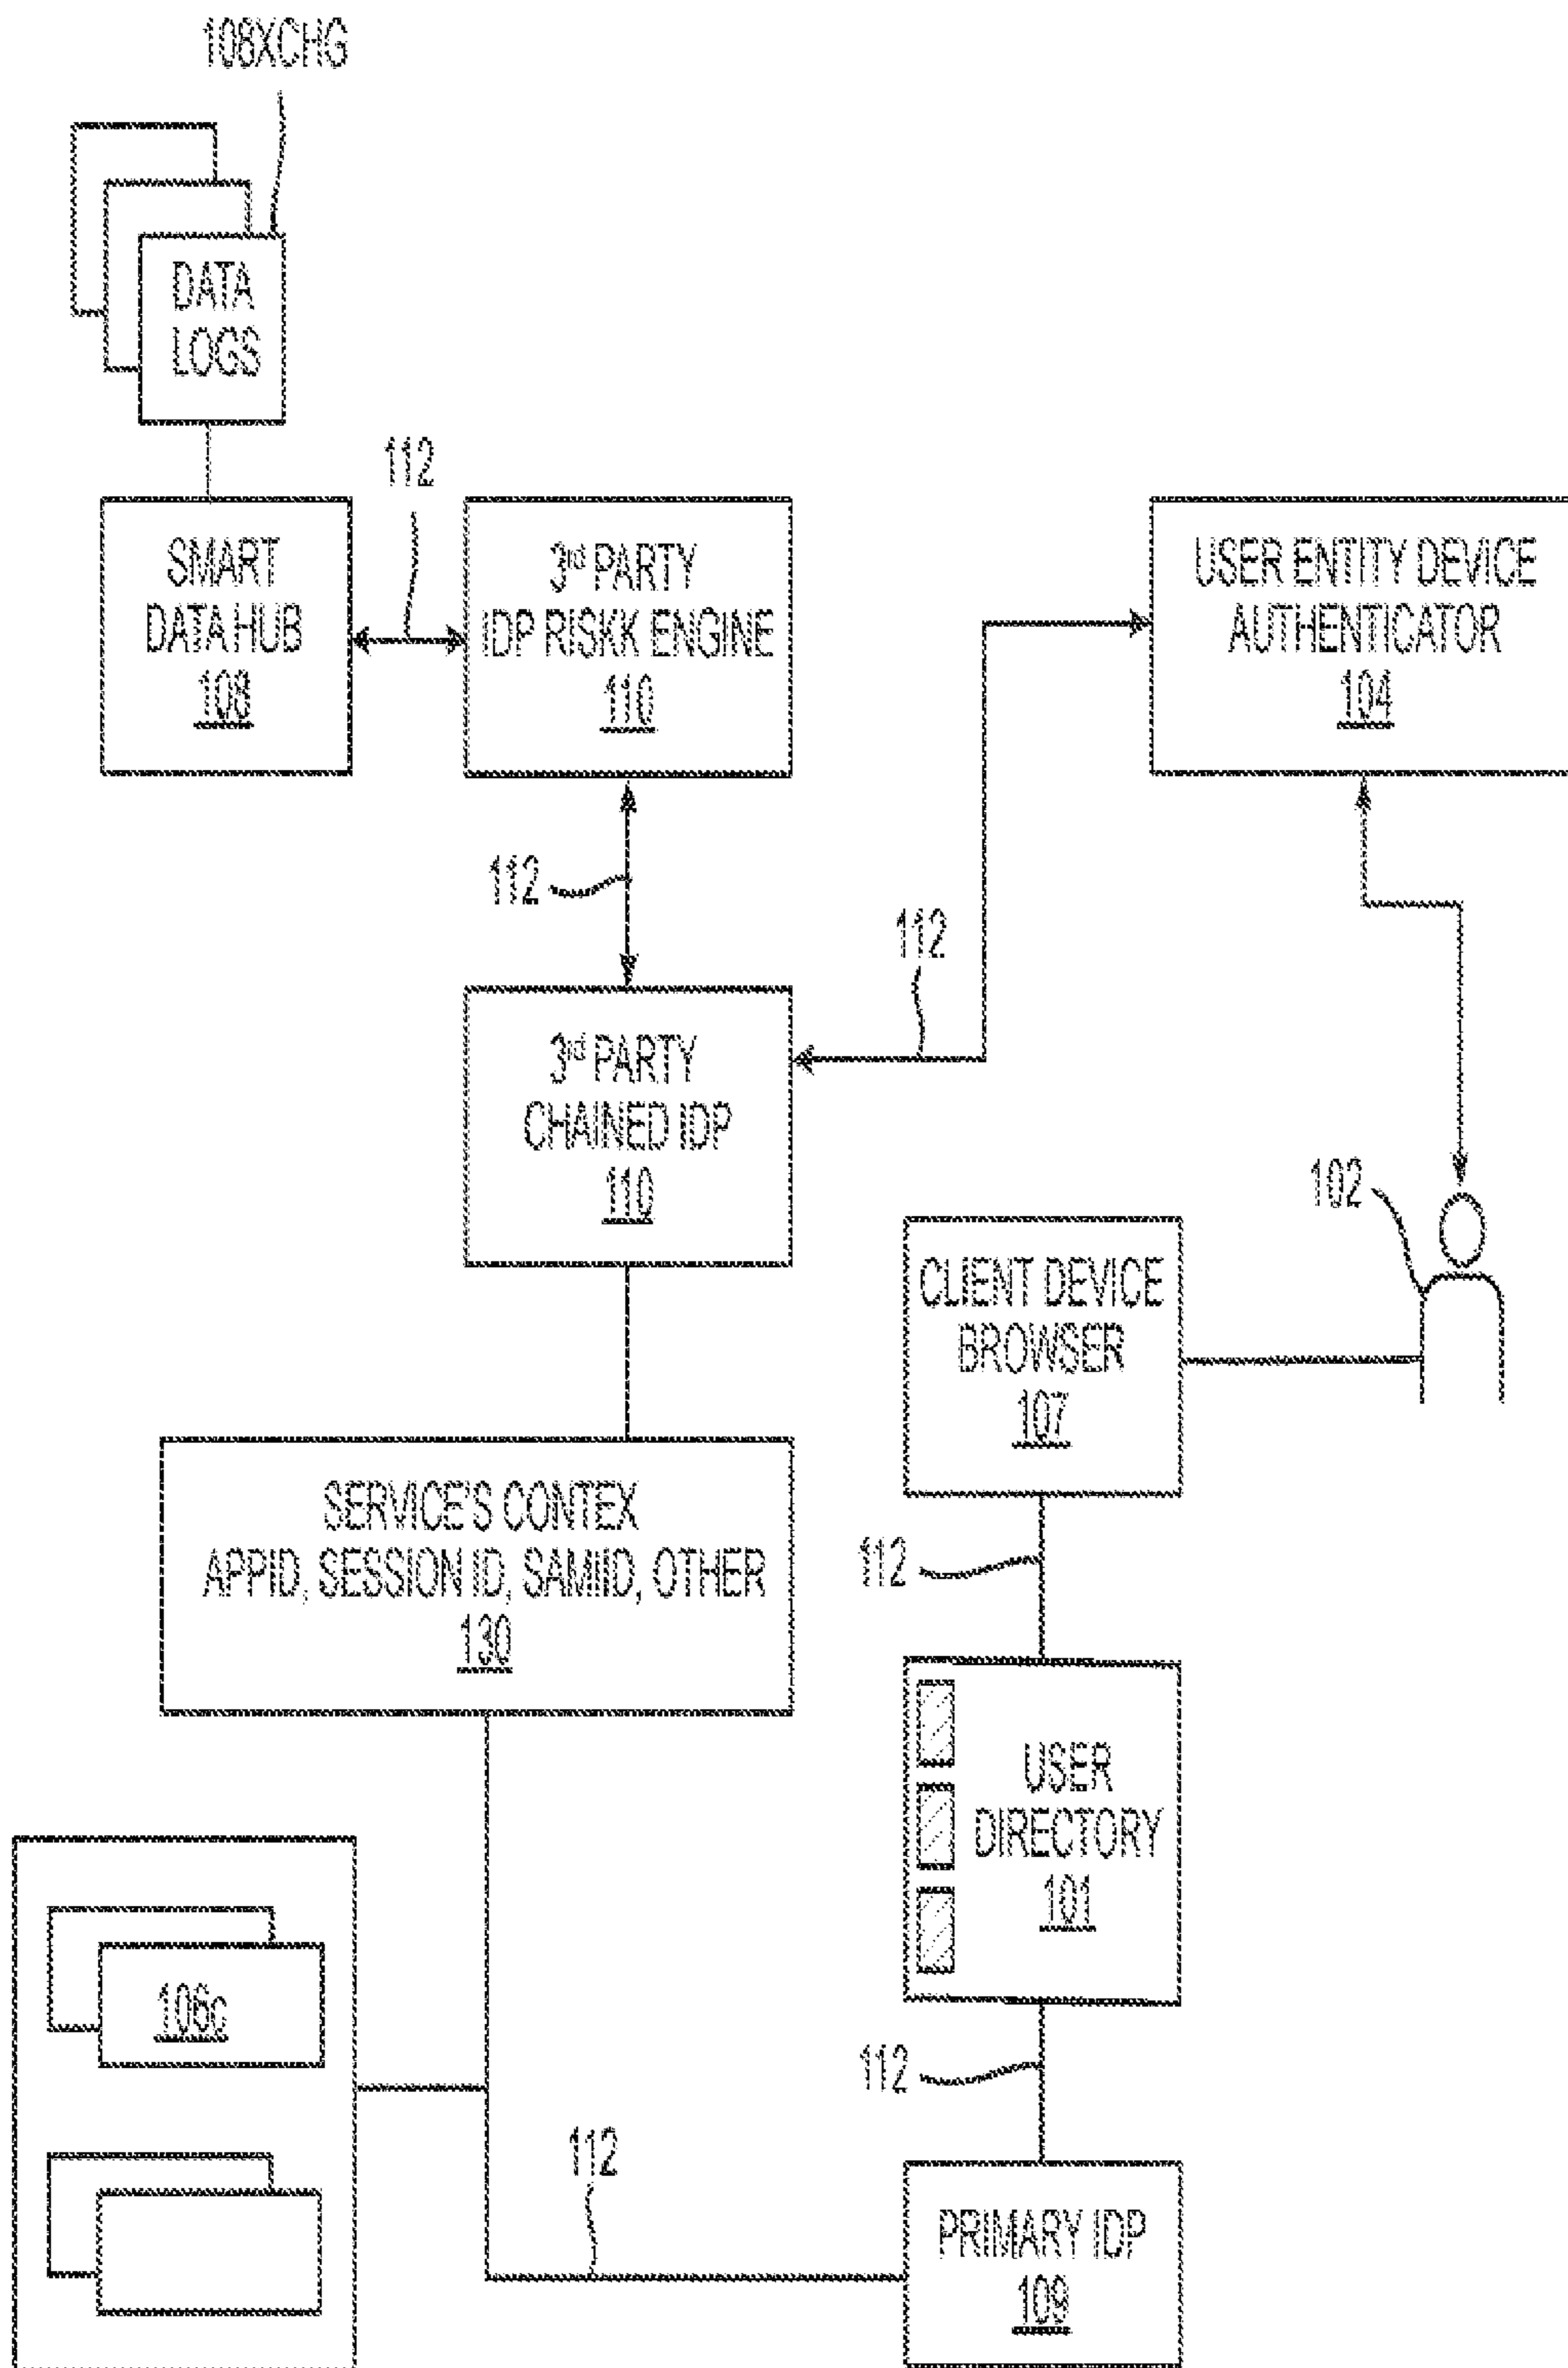 108XCHG
DATA
LOGS
112
SMART
DATA HUB
108
3rd PARTY
IDP RISKK ENGINE
110
USER ENTITY DEVICE
AUTHENTICATOR
104
112
112
3rd PARTY
CHAINED IDP
110
102
CLIENT DEVICE
BROWSER
107
SERVICE'S CONTEX
APPID, SESSION ID, SAMIID, OTHER
130
112
USER
DIRECTORY
101
106c
112
112
PRIMARY IDP
109